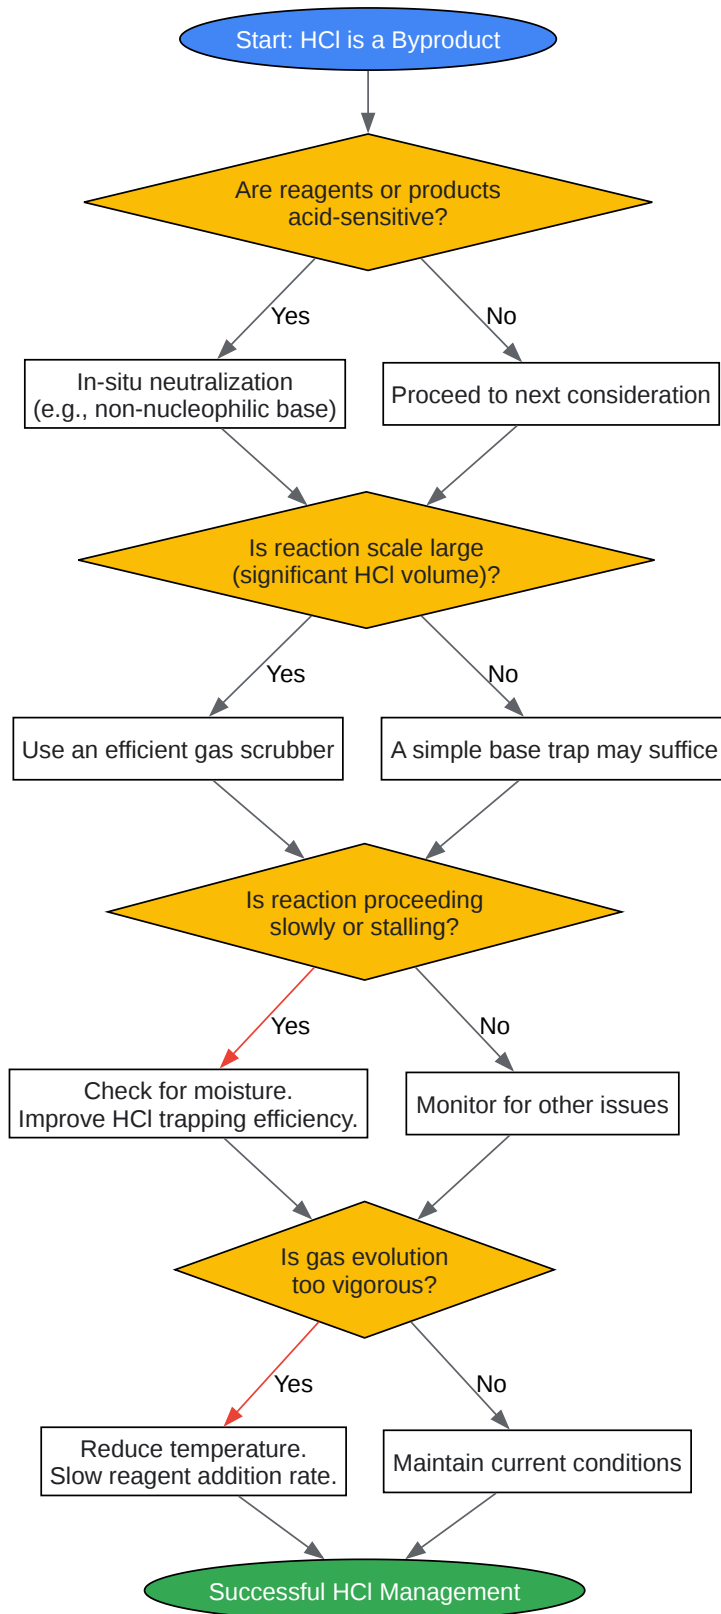 Start: HCl is a Byproduct
Are reagents or products
acid-sensitive?
Yes
No
In-situ neutralization
(e.g., non-nucleophilic base)
Proceed to next consideration
Is reaction scale large
(significant HCl volume)?
Yes
No
Use an efficient gas scrubber
A simple base trap may suffice
Is reaction proceeding
slowly or stalling?
Yes
No
Check for moisture.
Improve HCl trapping efficiency.
Monitor for other issues
Is gas evolution
too vigorous?
Yes
No
Reduce temperature.
Slow reagent addition rate.
Maintain current conditions
Successful HCl Management